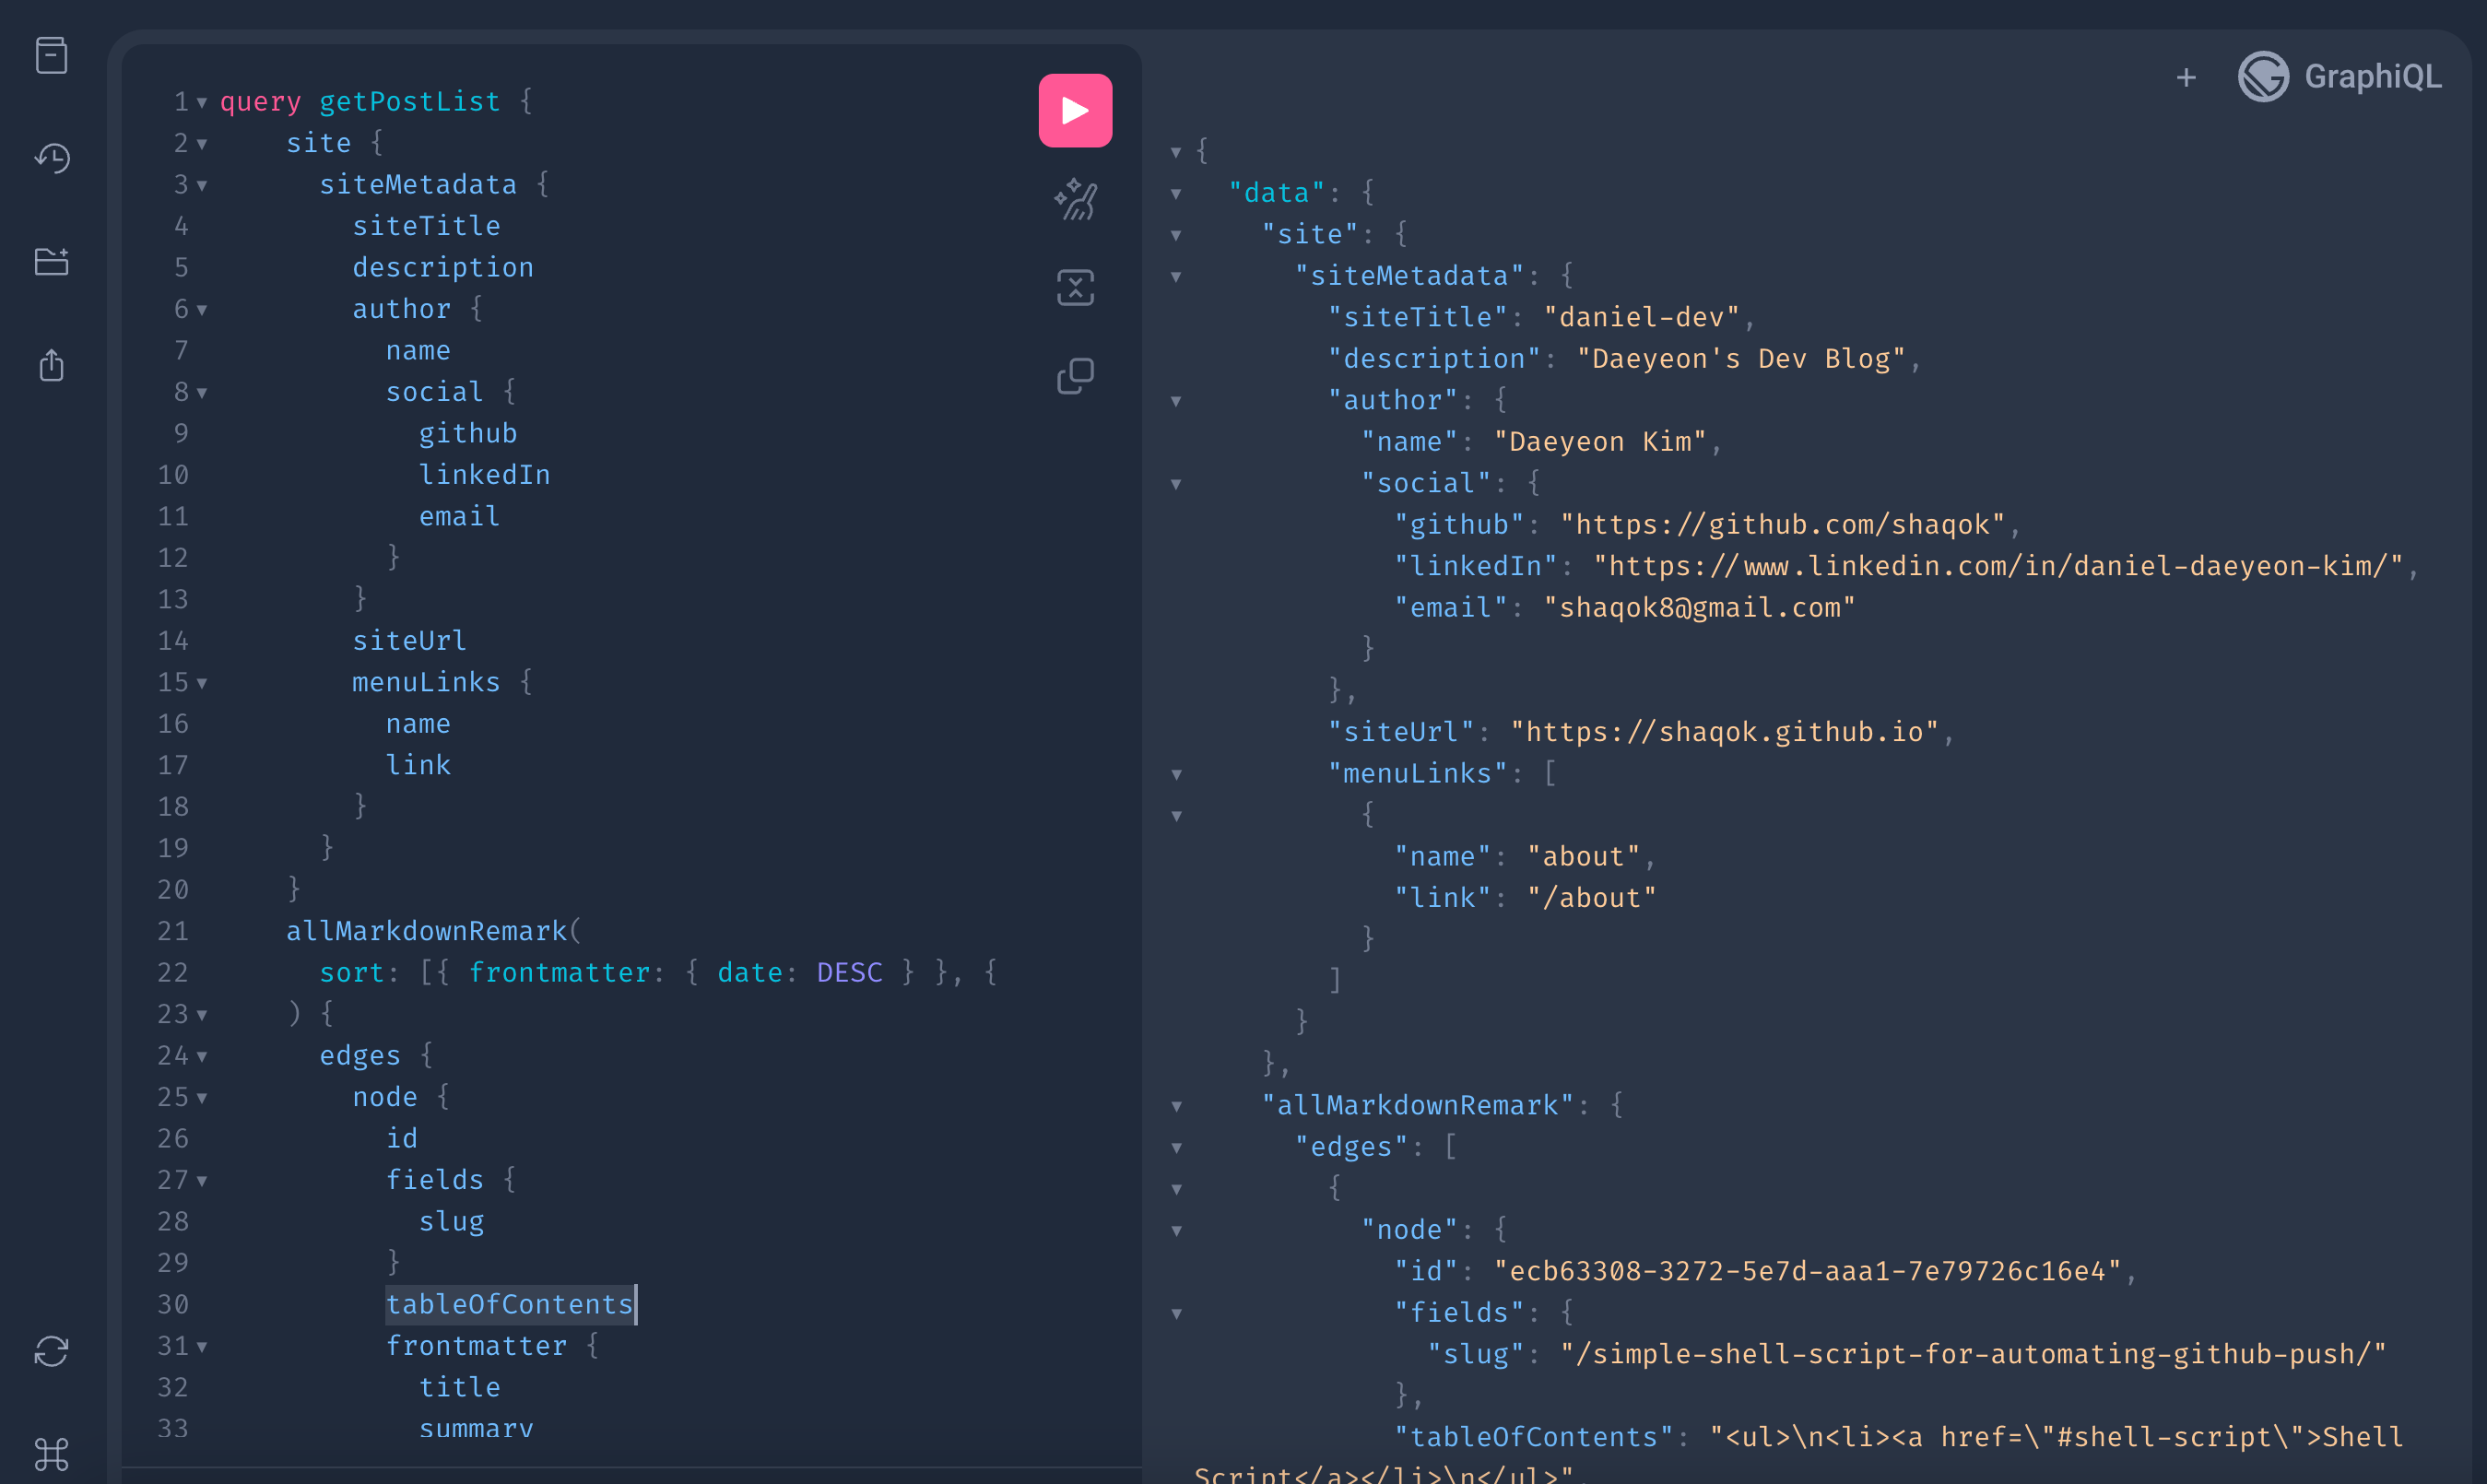 1 query getPostList {
2 site {
3 siteMetadata {
4 siteTitle
5 description
6 author {
7 name
8 social {
9 github
10 linkedIn
11 email
12 }
13 }
14 siteUrl
15 menuLinks {
16 name
17 link
18 }
19 }
20 }
21 allMarkdownRemark(
22 sort: [{ frontmatter: { date: DESC } }, {
23 ) {
24 edges {
25 node {
26 id
27 fields {
28 slug
29 }
30 tableOfContents
31 frontmatter {
32 title
33 summary
+ GraphiQL
{
"data": {
"site": {
"siteMetadata": {
"siteTitle": "daniel-dev",
"description": "Daeyeon's Dev Blog",
"author": {
"name": "Daeyeon Kim",
"social": {
"github": "https://github.com/shaqok",
"linkedIn": "https://www.linkedin.com/in/daniel-daeyeon-kim/",
"email": "shaqok8@gmail.com"
}
},
"siteUrl": "https://shaqok.github.io",
"menuLinks": [
{
"name": "about",
"link": "/about"
}
]
}
},
"allMarkdownRemark": {
"edges": [
{
"node": {
"id": "ecb63308-3272-5e7d-aaa1-7e79726c16e4",
"fields": {
"slug": "/simple-shell-script-for-automating-github-push/"
},
"tableOfContents": "<ul>\n<li><a href=\"#shell-script\">Shell
Script</a></li>\n</ul>",